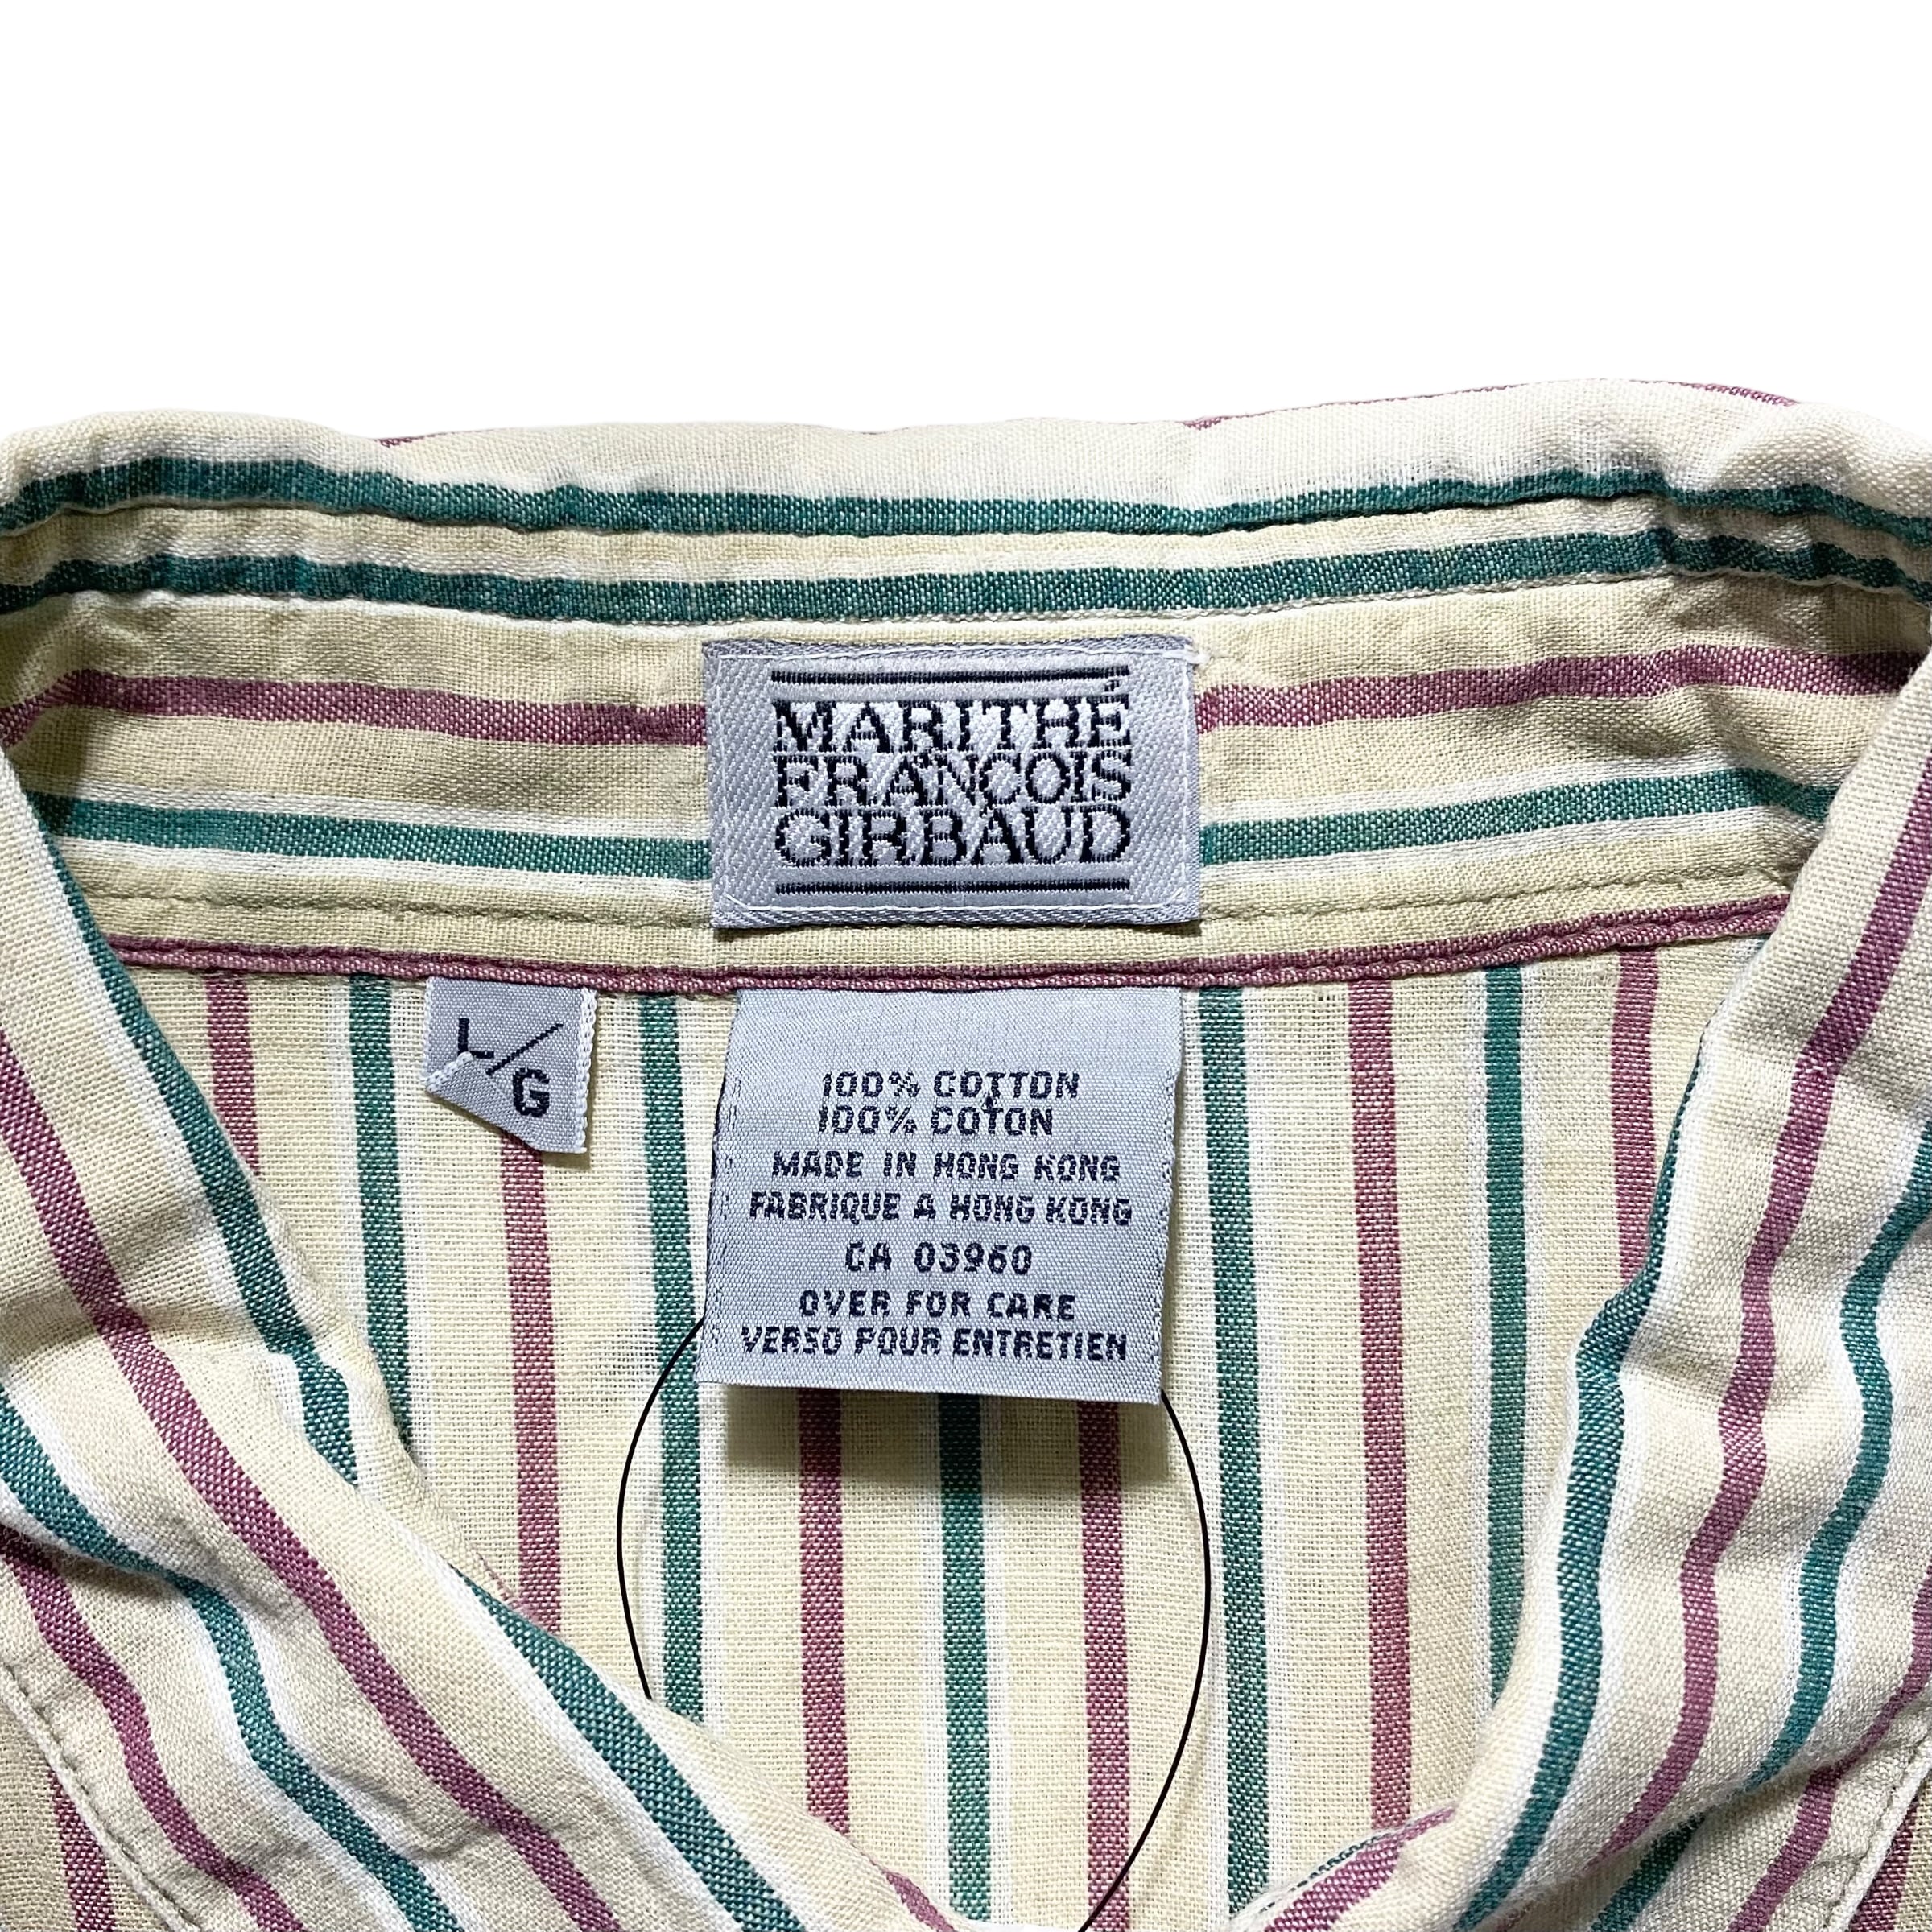 MARITHÉ
FRANÇOIS
GIRBAUD
L/G
100% COTTON
100% COTON
MADE IN HONG KONG
FABRIQUE A HONG KONG
CA 03960
OVER FOR CARE
VERSO POUR ENTRETIEN